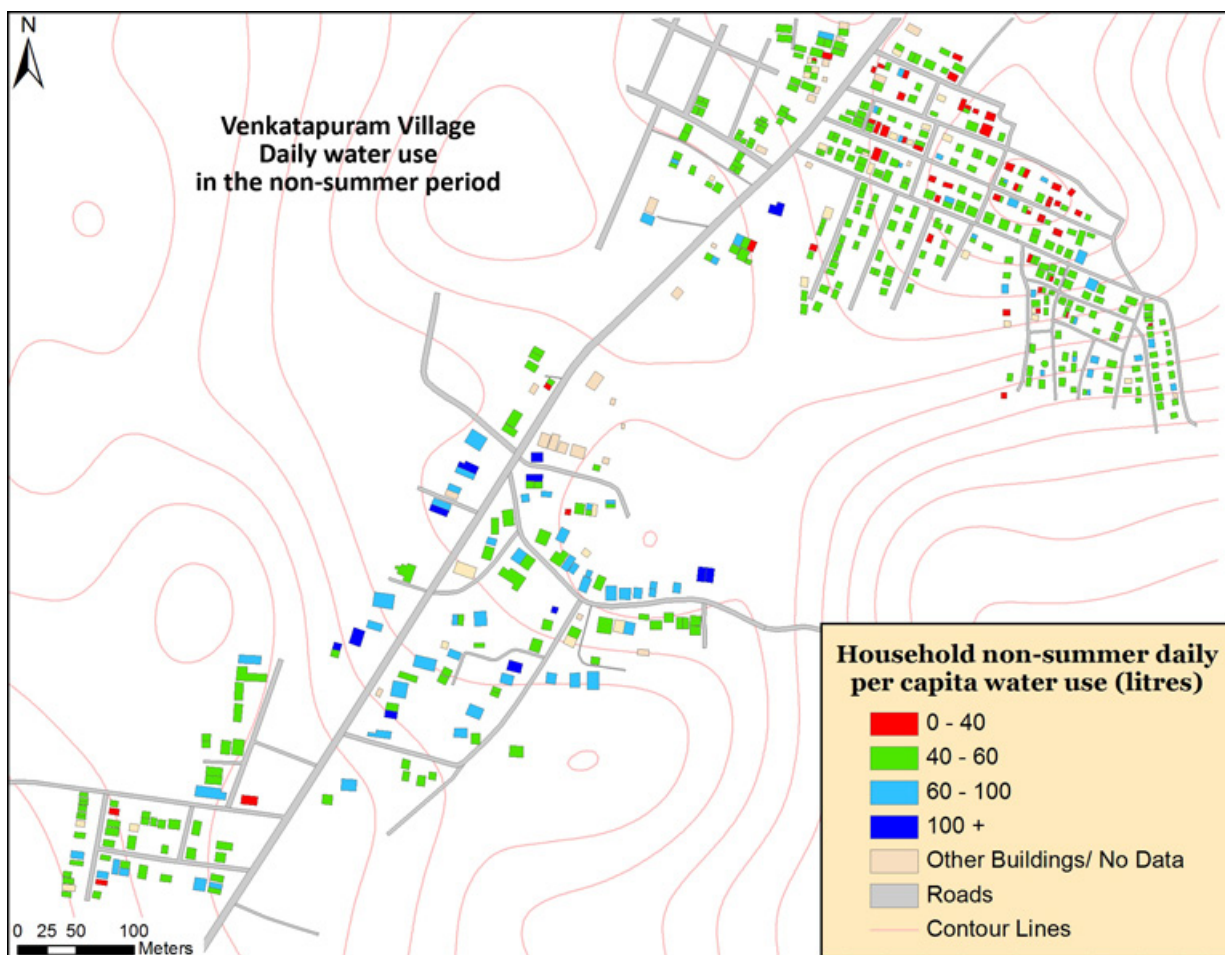 N
Venkatapuram Village
Daily water use
in the non-summer period
Household non-summer daily
per capita water use (litres)
0 - 40
40 - 60
60 - 100
100 +
Other Buildings/ No Data
Roads
Contour Lines
0 25 50 100
Meters